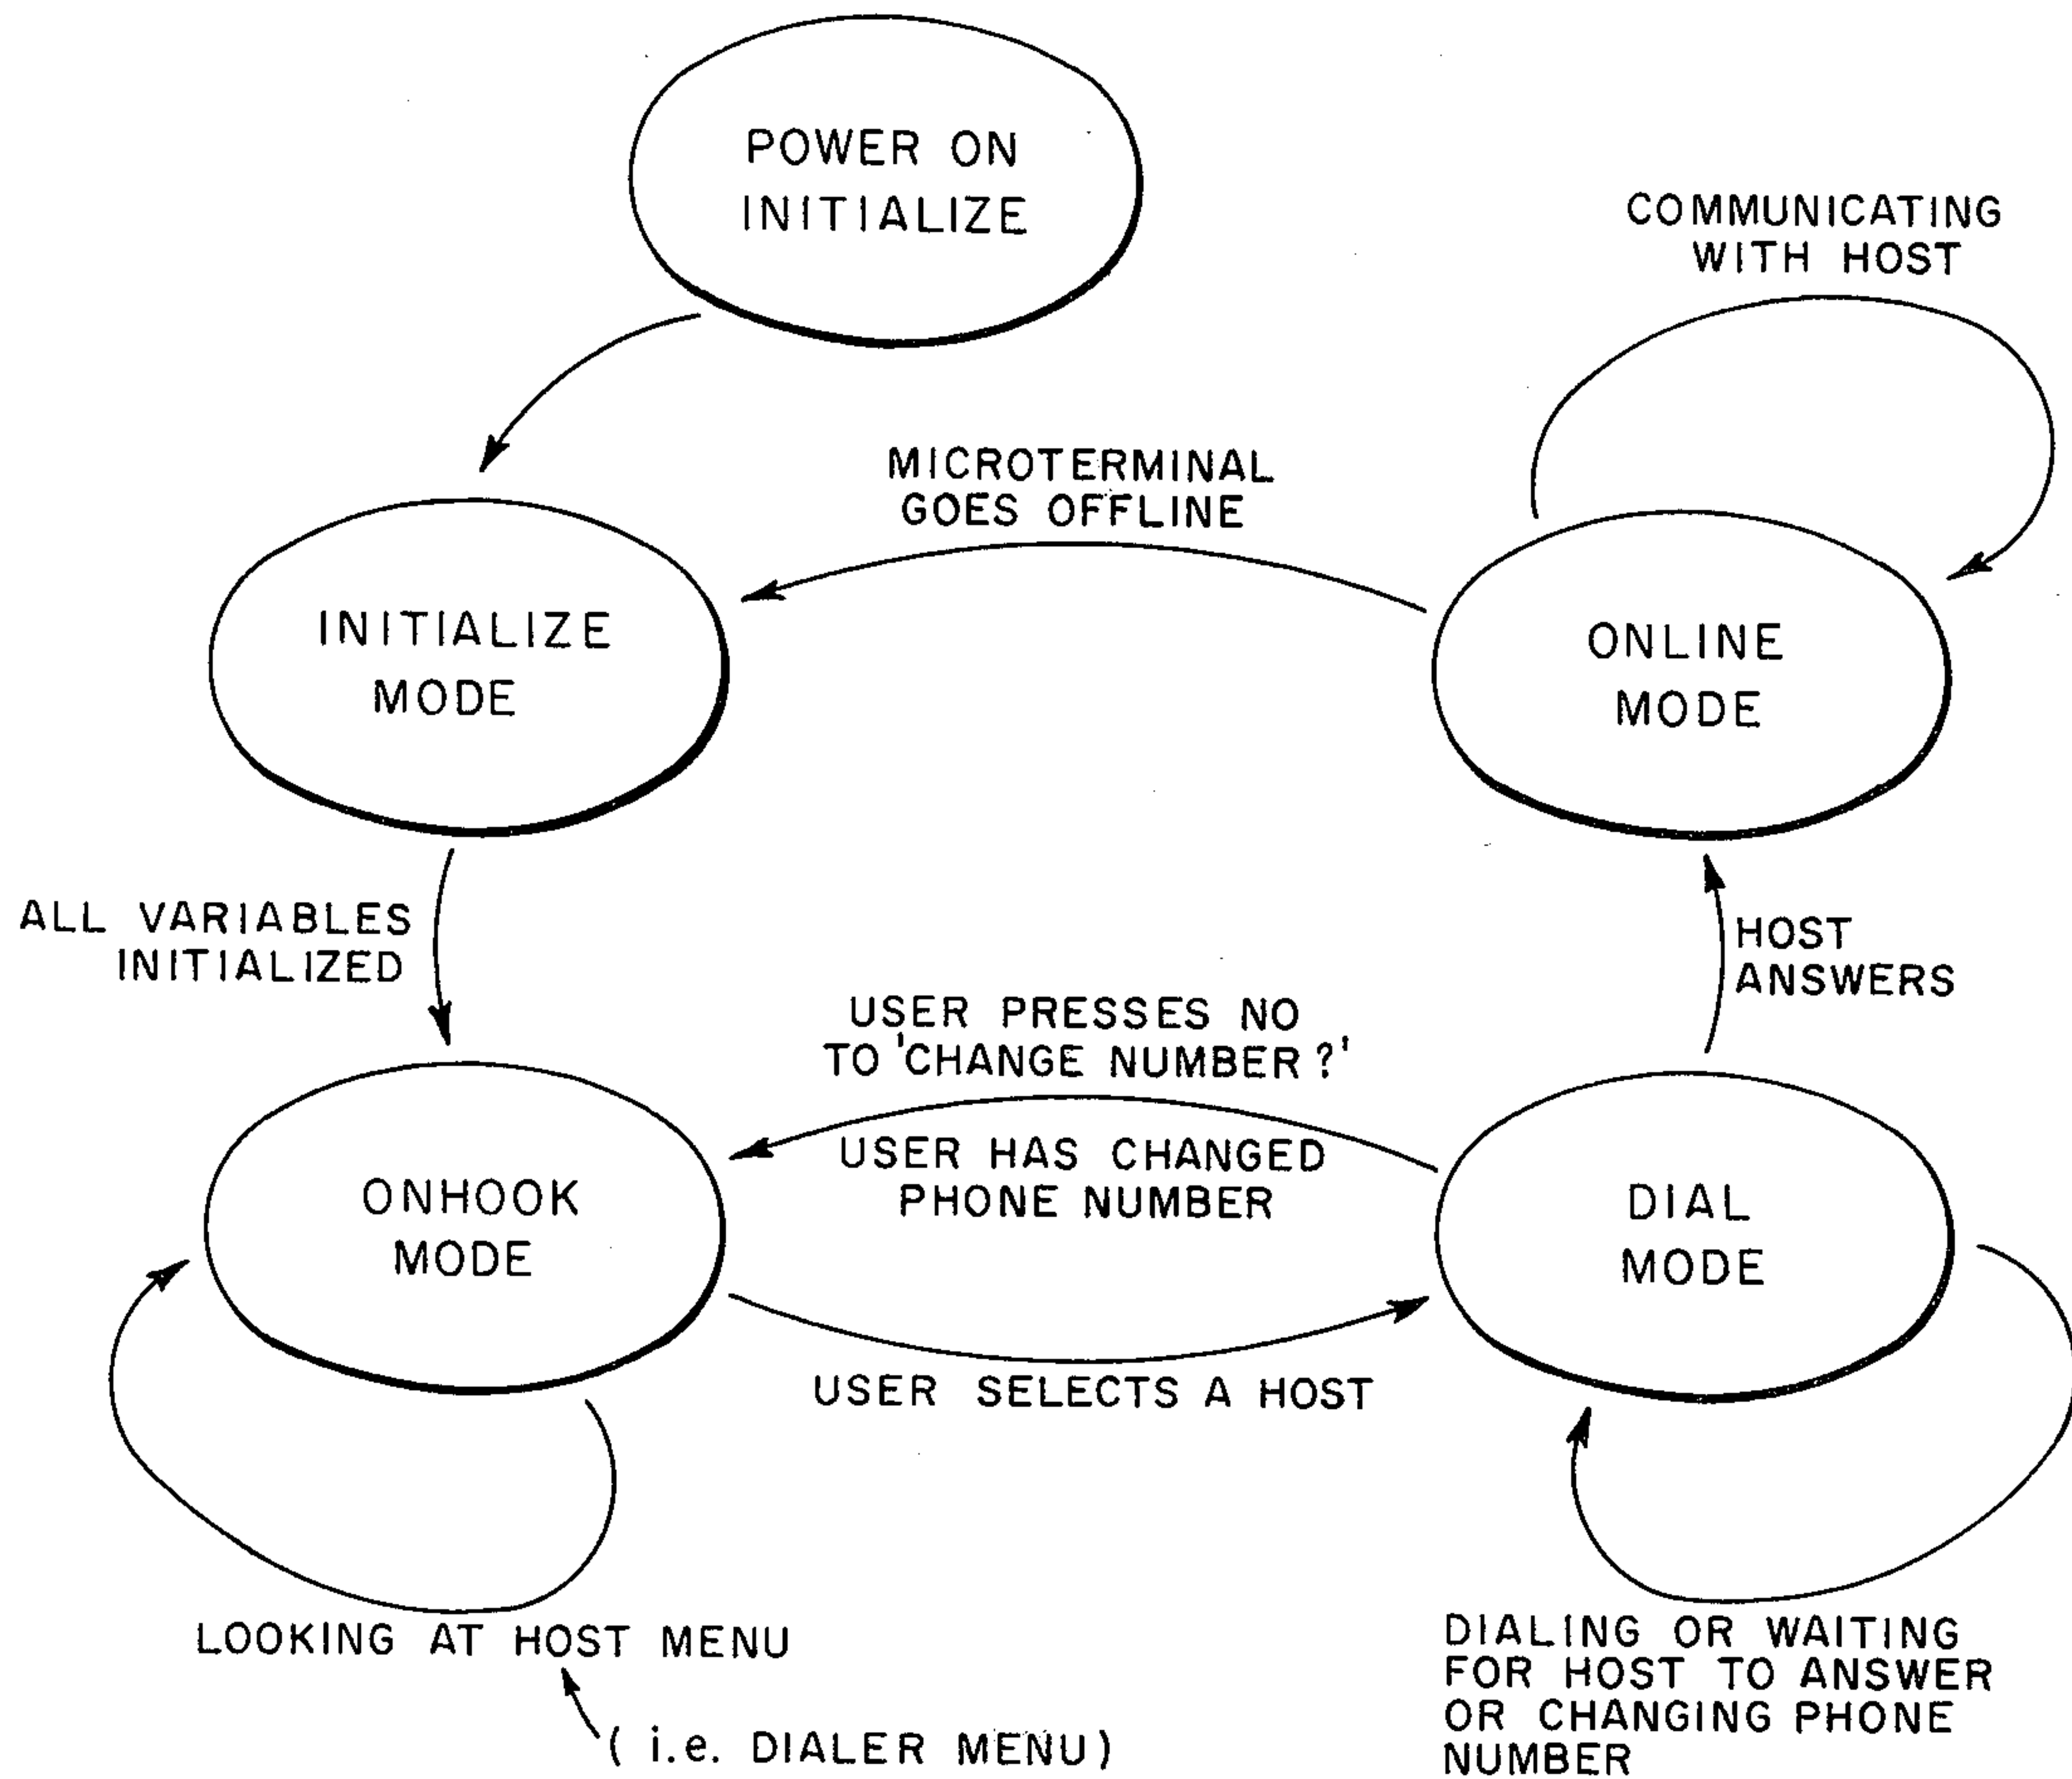 POWER ON
INITIALIZE
COMMUNICATING
WITH HOST
MICROTERMINAL
GOES OFFLINE
INITIALIZE
MODE
ONLINE
MODE
ALL VARIABLES
INITIALIZED
HOST
ANSWERS
USER PRESSES NO
TO 'CHANGE NUMBER?'
USER HAS CHANGED
PHONE NUMBER
ONHOOK
MODE
DIAL
MODE
USER SELECTS A HOST
LOOKING AT HOST MENU
(i.e. DIALER MENU)
DIALING OR WAITING
FOR HOST TO ANSWER
OR CHANGING PHONE
NUMBER